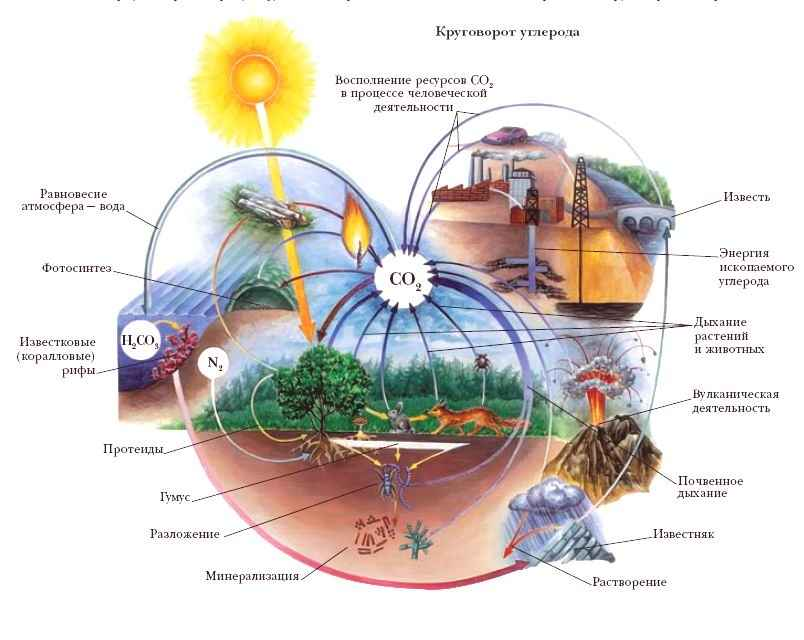 Круговорот углерода
Восполнение ресурсов CO₂
в процессе человеческой
деятельности
Равновесие
атмосфера — вода
Фотосинтез
Известковые
(коралловые)
рифы
H₂CO₃
N₂
CO₂
Известь
Энергия
ископаемого
углерода
Дыхание
растений
и животных
Вулканическая
деятельность
Протеиды
Гумус
Разложение
Минерализация
Почвенное
дыхание
Известняк
Растворение